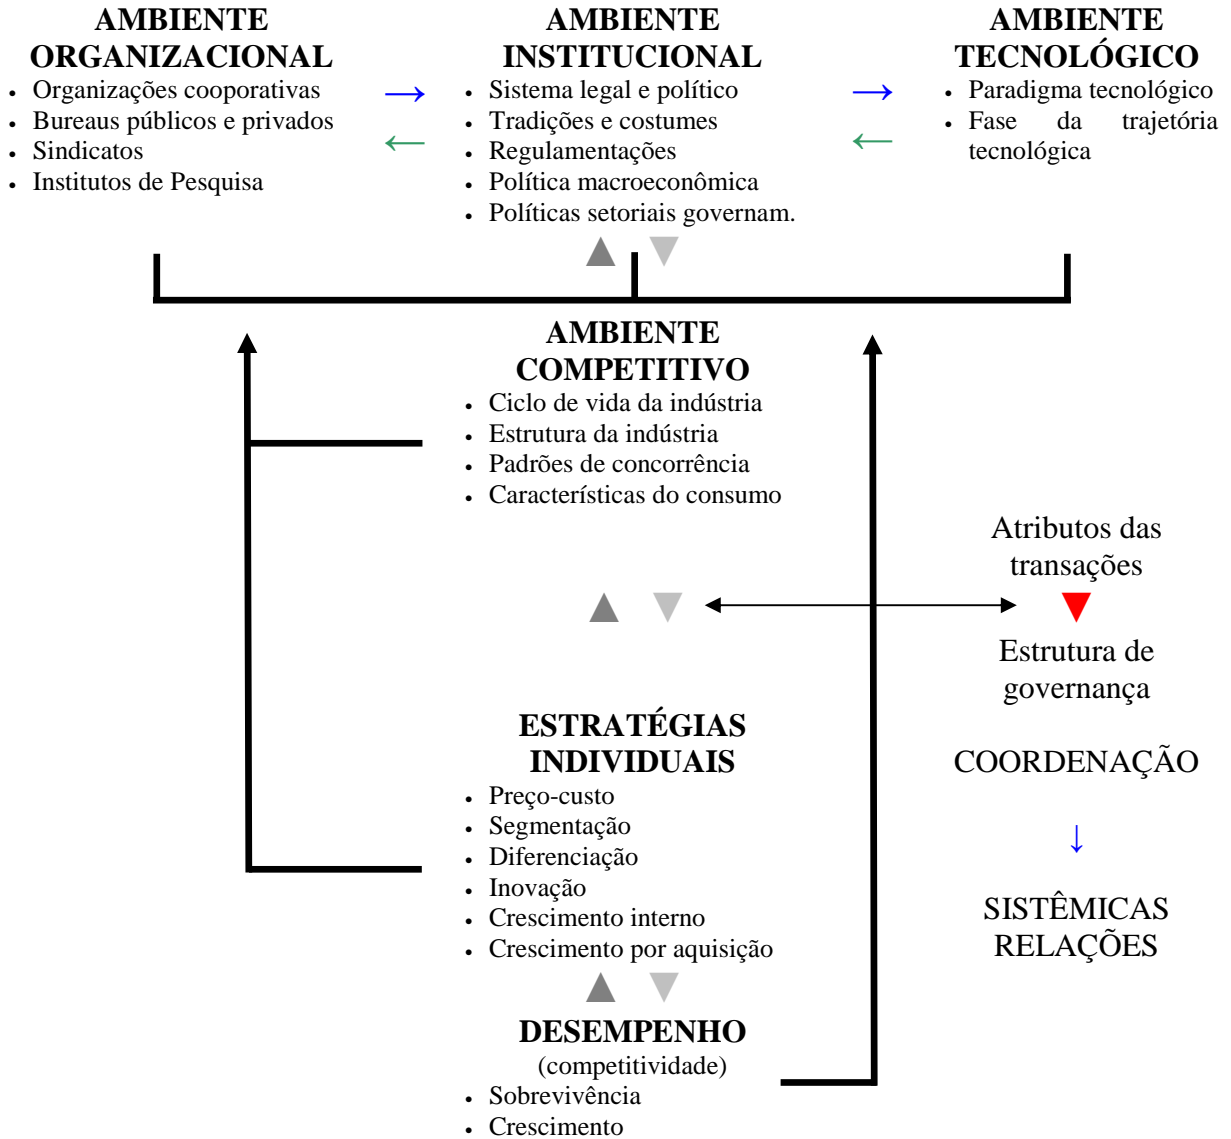 AMBIENTE
ORGANIZACIONAL
• Organizações cooporativas
• Bureaus públicos e privados
• Sindicatos
• Institutos de Pesquisa
AMBIENTE
INSTITUCIONAL
• Sistema legal e político
• Tradições e costumes
• Regulamentações
• Política macroeconômica
• Políticas setoriais governam.
AMBIENTE
TECNOLÓGICO
• Paradigma tecnológico
• Fase da trajetória
tecnológica
AMBIENTE
COMPETITIVO
• Ciclo de vida da indústria
• Estrutura da indústria
• Padrões de concorrência
• Características do consumo
Atributos das
transações
Estrutura de
governança
COORDENAÇÃO
SISTÊMICAS
RELAÇÕES
ESTRATÉGIAS
INDIVIDUAIS
• Preço-custo
• Segmentação
• Diferenciação
• Inovação
• Crescimento interno
• Crescimento por aquisição
DESEMPENHO
(competitividade)
• Sobrevivência
• Crescimento